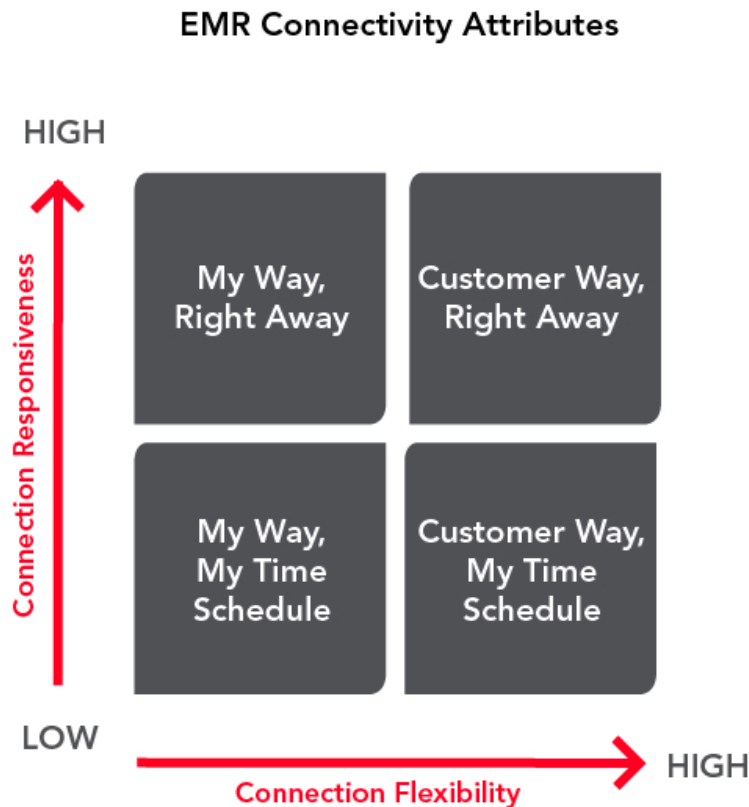 EMR Connectivity Attributes
HIGH
Connection Responsiveness
My Way,
Right Away
Customer Way,
Right Away
My Way,
My Time
Schedule
Customer Way,
My Time
Schedule
LOW
HIGH
Connection Flexibility